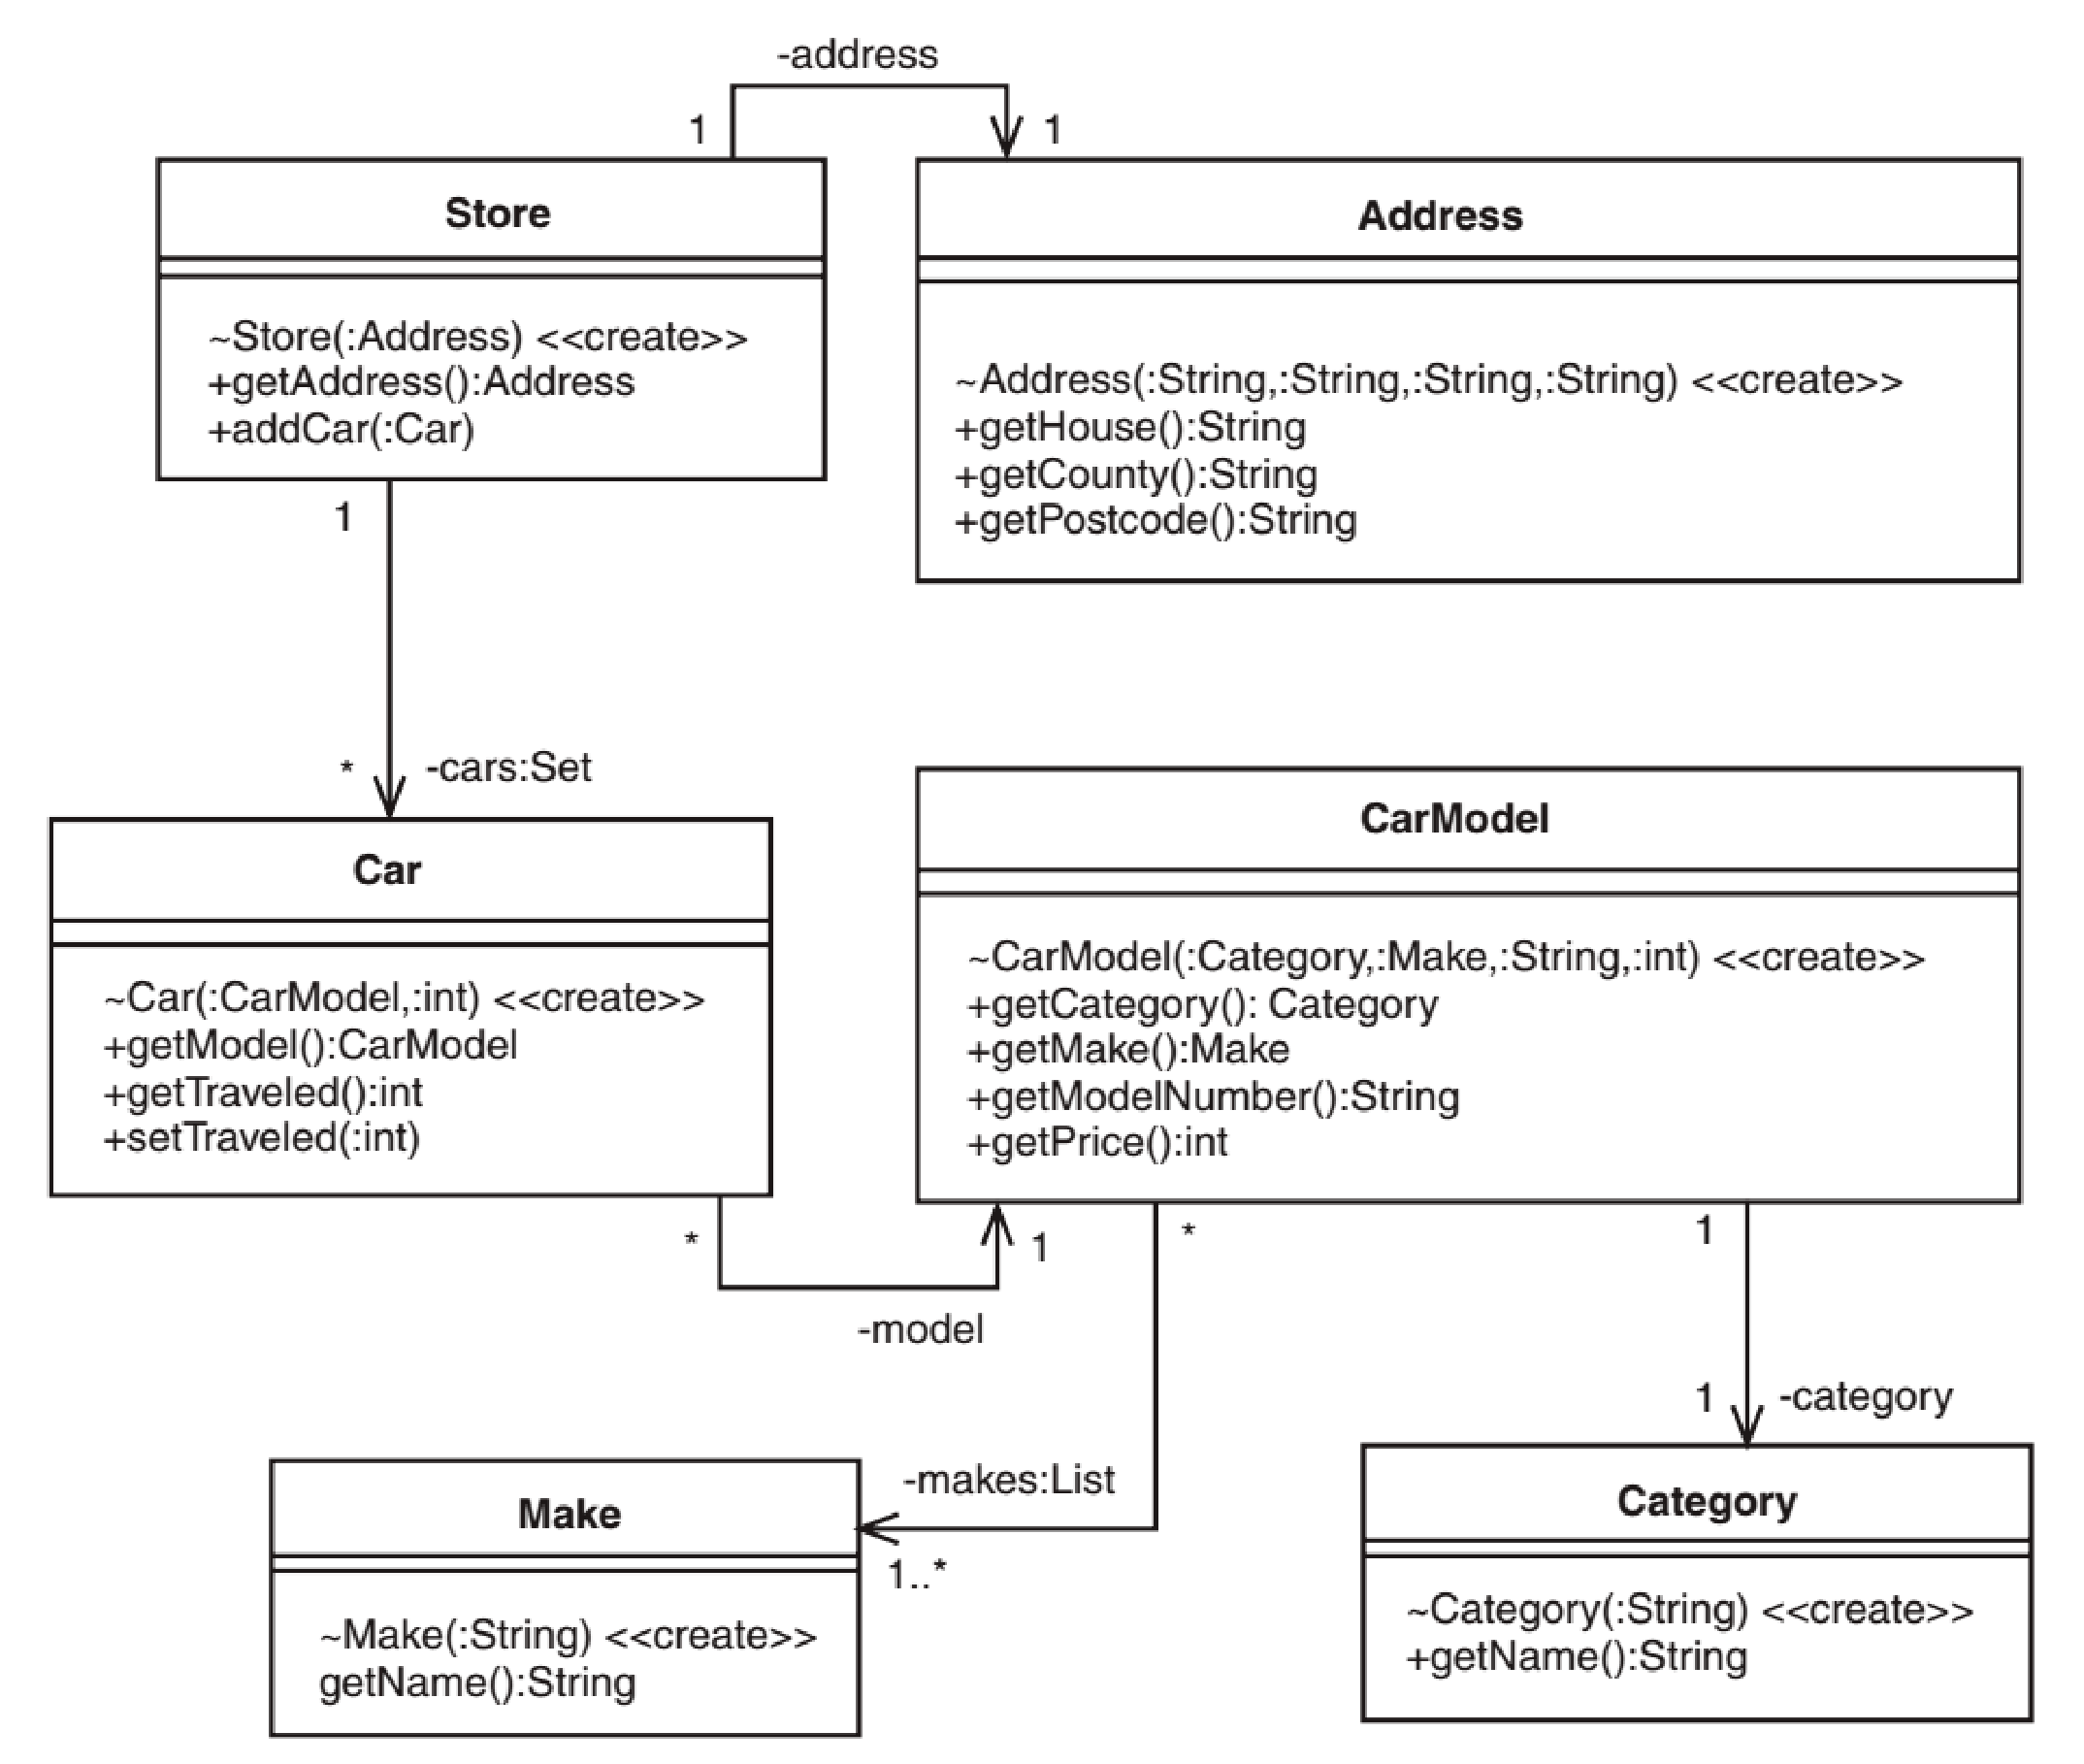 -address
1
1
Store
~Store(:Address) <<create>>
+getAddress():Address
+addCar(:Car)
Address
~Address(:String,:String,:String,:String) <<create>>
+getHouse():String
+getCounty():String
+getPostcode():String
1
*
-cars:Set
Car
~Car(:CarModel,:int) <<create>>
+getModel():CarModel
+getTraveled():int
+setTraveled(:int)
CarModel
~CarModel(:Category,:Make,:String,:int) <<create>>
+getCategory(): Category
+getMake():Make
+getModelNumber():String
+getPrice():int
*
1
-model
*
1
-makes:List
1..*
1
-category
Make
~Make(:String) <<create>>
getName():String
Category
~Category(:String) <<create>>
+getName():String